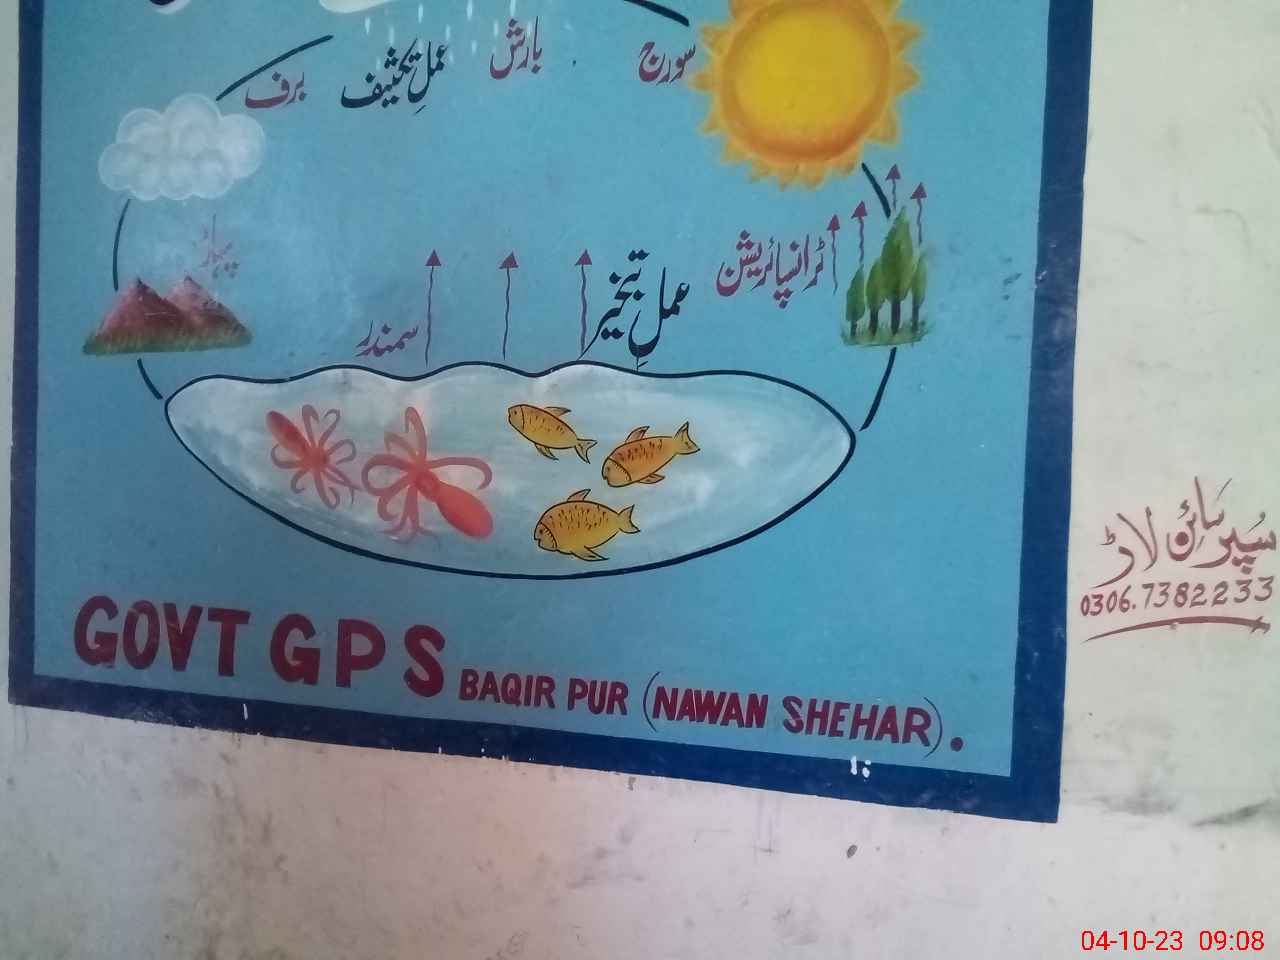 سورج
بارش
عملِ تکثیف
برف
پہاڑ
ٹرانسپائریشن
عملِ تبخیر
سمندر
GOVT GPS BAQIR PUR (NAWAN SHEHAR).
سُپر سائن لاڑ
0306.7382233
04-10-23 09:08